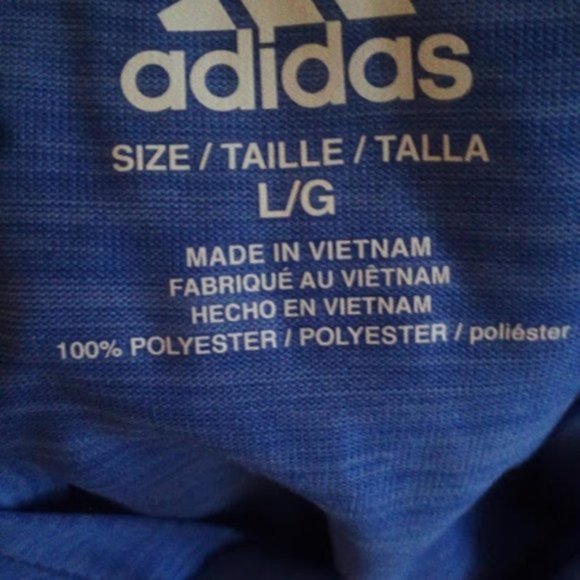 adidas
SIZE / TAILLE / TALLA
L/G
MADE IN VIETNAM
FABRIQUÉ AU VIÊTNAM
HECHO EN VIETNAM
100% POLYESTER / POLYESTER / poliéster